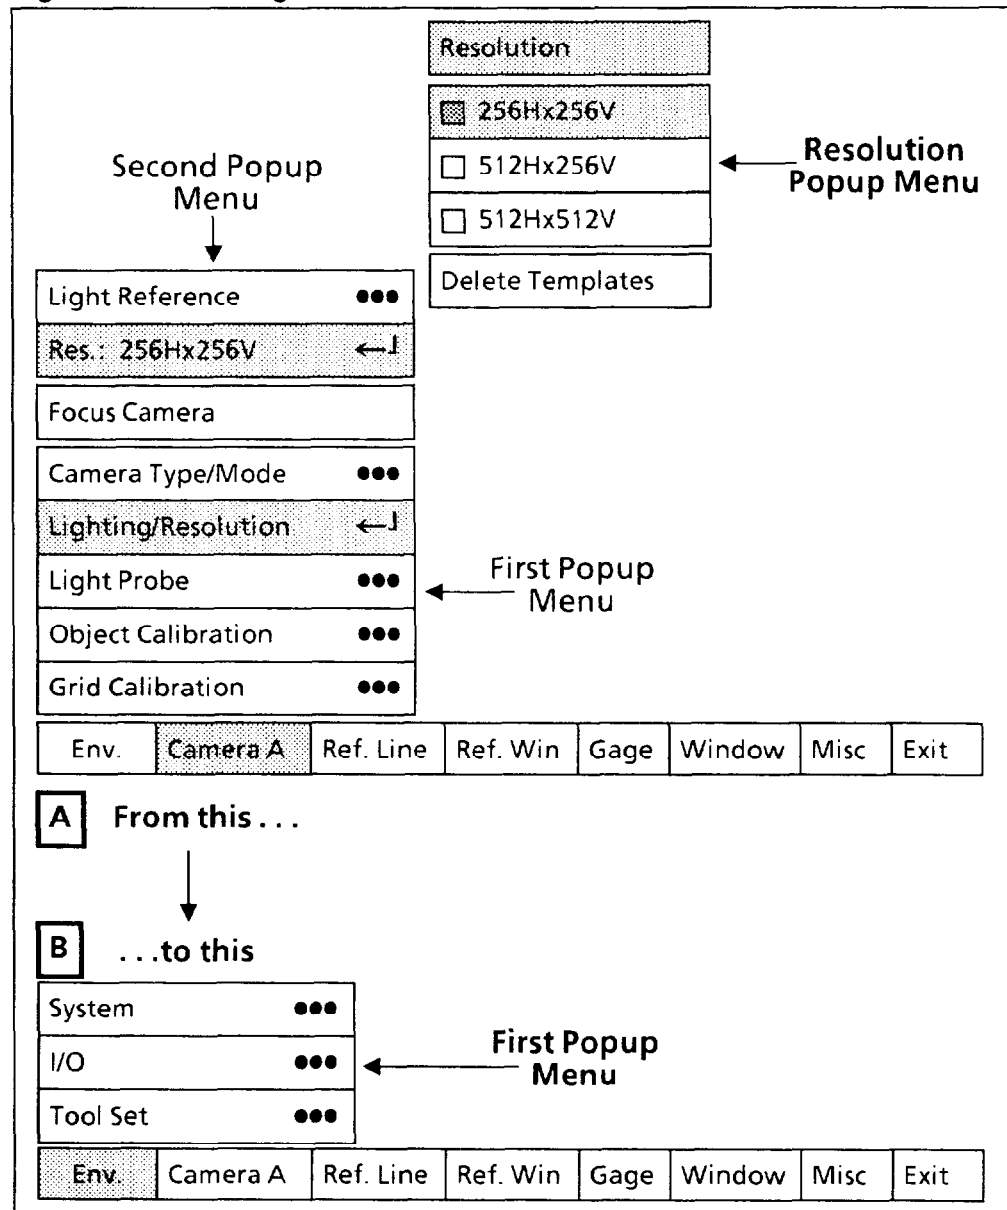 Resolution
256Hx256V
512Hx256V
512Hx512V
Delete Templates
Resolution
Popup Menu
Second Popup
Menu
Light Reference •••
Res.: 256Hx256V ←┘
Focus Camera
Camera Type/Mode •••
Lighting/Resolution ←┘
Light Probe •••
Object Calibration •••
Grid Calibration •••
First Popup
Menu
Env. Camera A Ref. Line Ref. Win Gage Window Misc Exit
A From this . . .
B . . .to this
System •••
I/O •••
Tool Set •••
First Popup
Menu
Env. Camera A Ref. Line Ref. Win Gage Window Misc Exit